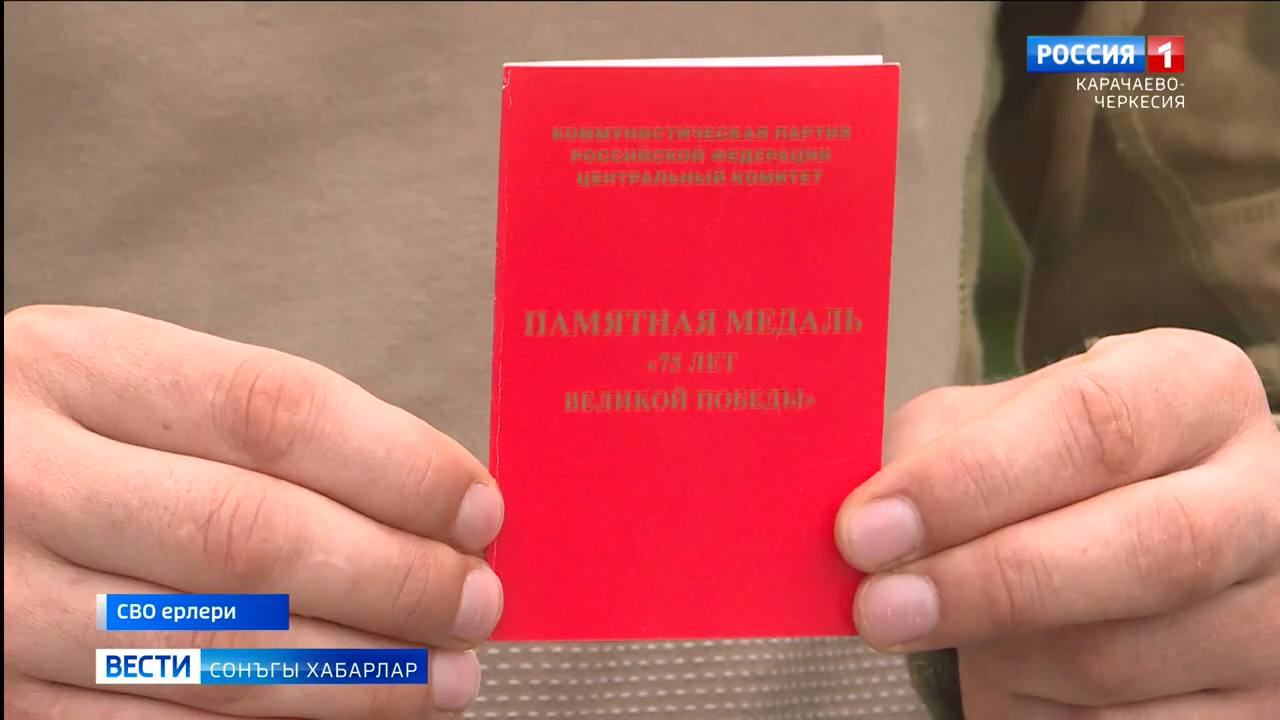 РОССИЯ 1
КАРАЧАЕВО-
ЧЕРКЕСИЯ
КОММУНИСТИЧЕСКАЯ ПАРТИЯ
РОССИЙСКОЙ ФЕДЕРАЦИИ
ЦЕНТРАЛЬНЫЙ КОМИТЕТ
ПАМЯТНАЯ МЕДАЛЬ
«75 ЛЕТ
ВЕЛИКОЙ ПОБЕДЫ»
СВО ерлери
ВЕСТИ СОНЪГЫ ХАБАРЛАР